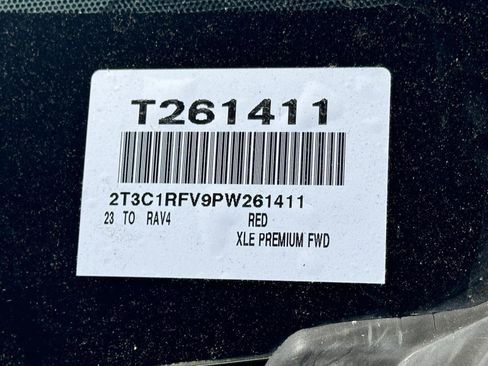 T261411
2T3C1RFV9PW261411
23 TO RAV4 RED
XLE PREMIUM FWD